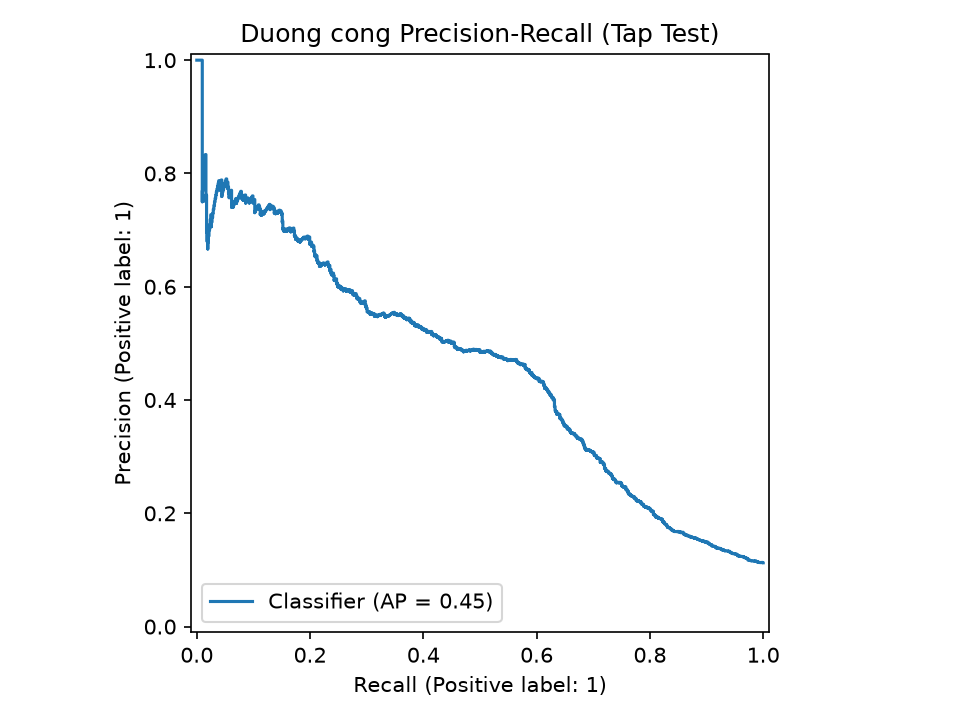 Duong cong Precision-Recall (Tap Test)
1.0
0.8
0.6
0.4
0.2
0.0
Precision (Positive label: 1)
Classifier (AP = 0.45)
0.0 0.2 0.4 0.6 0.8 1.0
Recall (Positive label: 1)